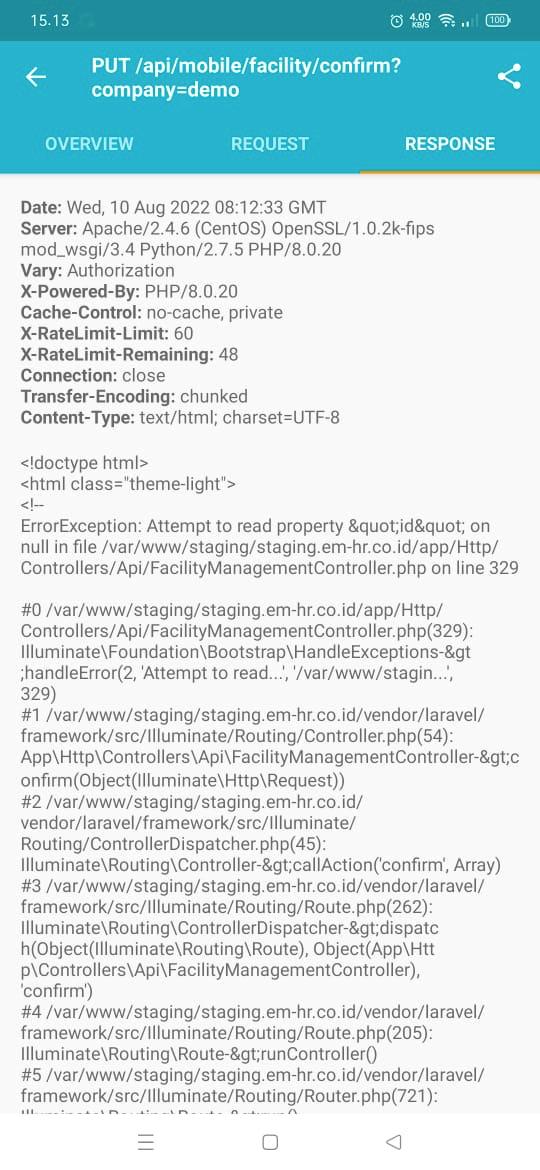 15.13
4.00
KB/S
100
PUT /api/mobile/facility/confirm?
company=demo
OVERVIEW
REQUEST
RESPONSE
Date: Wed, 10 Aug 2022 08:12:33 GMT
Server: Apache/2.4.6 (CentOS) OpenSSL/1.0.2k-fips
mod_wsgi/3.4 Python/2.7.5 PHP/8.0.20
Vary: Authorization
X-Powered-By: PHP/8.0.20
Cache-Control: no-cache, private
X-RateLimit-Limit: 60
X-RateLimit-Remaining: 48
Connection: close
Transfer-Encoding: chunked
Content-Type: text/html; charset=UTF-8
<!doctype html>
<html class="theme-light">
<!--
ErrorException: Attempt to read property &quot;id&quot; on
null in file /var/www/staging/staging.em-hr.co.id/app/Http/
Controllers/Api/FacilityManagementController.php on line 329
#0 /var/www/staging/staging.em-hr.co.id/app/Http/
Controllers/Api/FacilityManagementController.php(329):
Illuminate\Foundation\Bootstrap\HandleExceptions-&gt
;handleError(2, 'Attempt to read...', '/var/www/stagin...',
329)
#1 /var/www/staging/staging.em-hr.co.id/vendor/laravel/
framework/src/Illuminate/Routing/Controller.php(54):
App\Http\Controllers\Api\FacilityManagementController-&gt;c
onfirm(Object(Illuminate\Http\Request))
#2 /var/www/staging/staging.em-hr.co.id/
vendor/laravel/framework/src/Illuminate/
Routing/ControllerDispatcher.php(45):
Illuminate\Routing\Controller-&gt;callAction('confirm', Array)
#3 /var/www/staging/staging.em-hr.co.id/vendor/laravel/
framework/src/Illuminate/Routing/Route.php(262):
Illuminate\Routing\ControllerDispatcher-&gt;dispatc
h(Object(Illuminate\Routing\Route), Object(App\Htt
p\Controllers\Api\FacilityManagementController),
'confirm')
#4 /var/www/staging/staging.em-hr.co.id/vendor/laravel/
framework/src/Illuminate/Routing/Route.php(205):
Illuminate\Routing\Route-&gt;runController()
#5 /var/www/staging/staging.em-hr.co.id/vendor/laravel/
framework/src/Illuminate/Routing/Router.php(721):